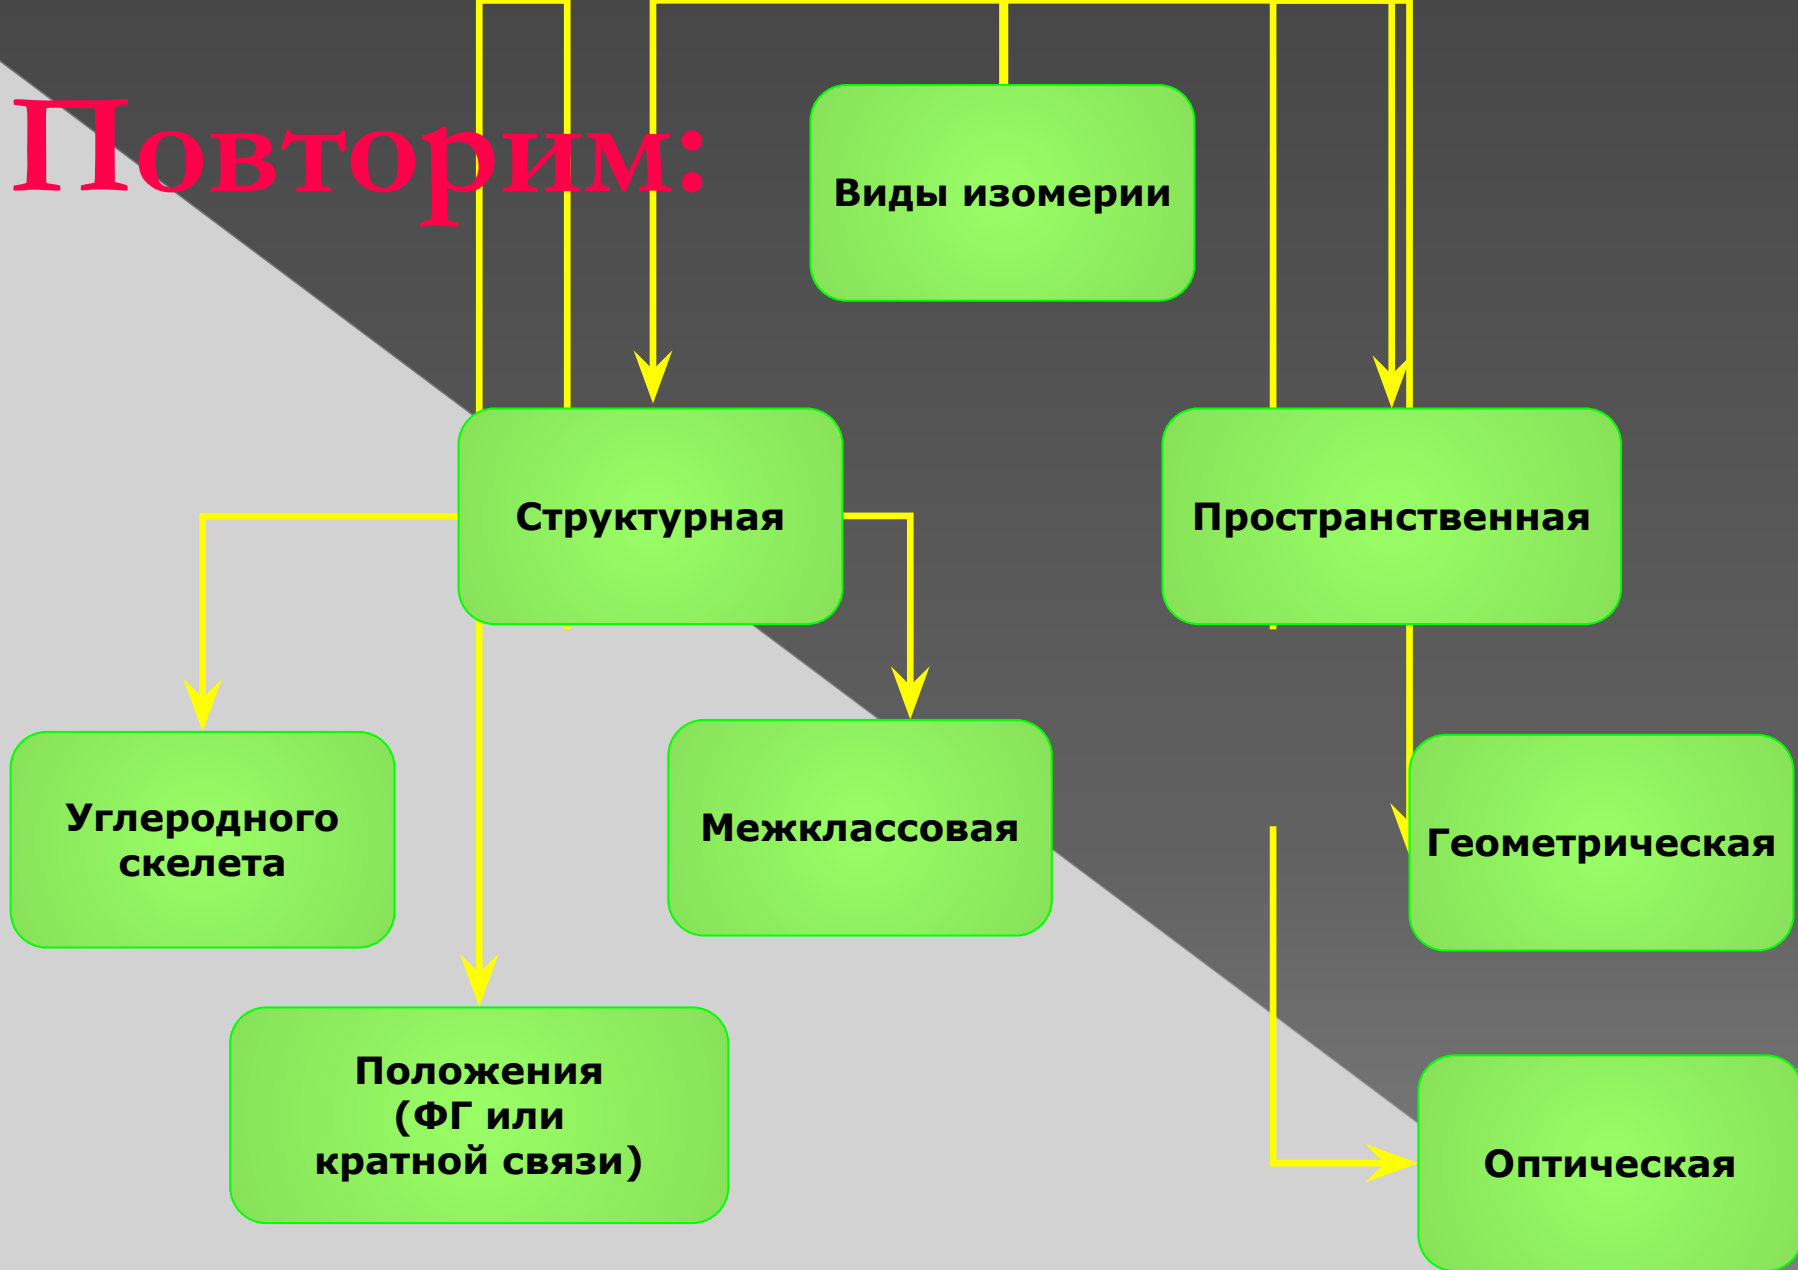 Повторим:
Виды изомерии
Структурная
Пространственная
Углеродного
скелета
Межклассовая
Геометрическая
Положения
(ФГ или
кратной связи)
Оптическая